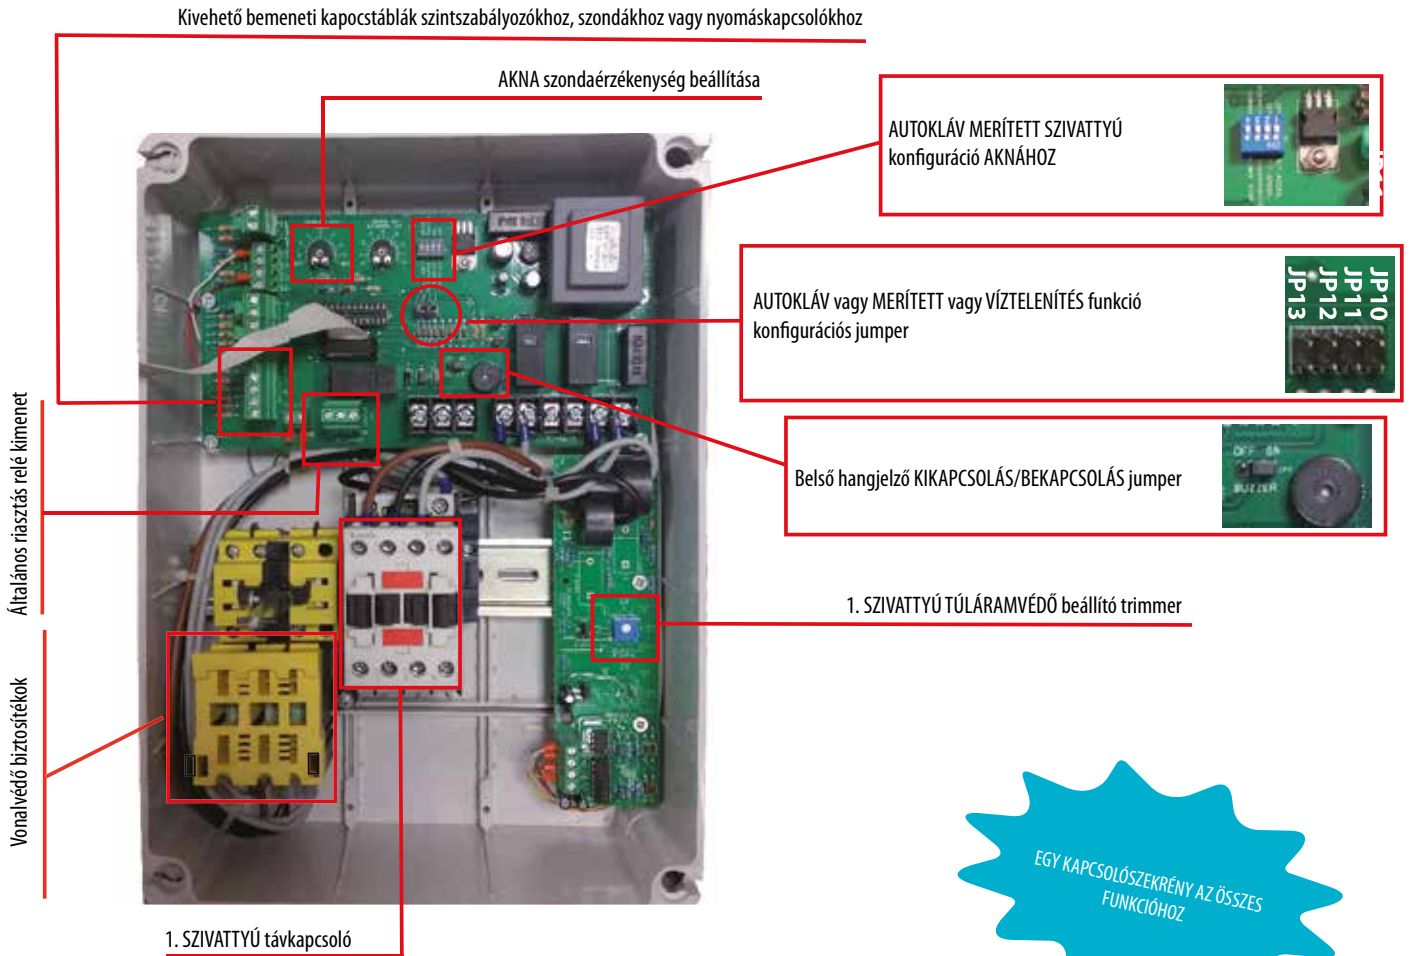 Kivehető bemeneti kapocstáblák szintszabályozókhoz, szondákhoz vagy nyomáskapcsolókhoz
AKNA szondaérzékenység beállítása
AUTOKLÁV MERÍTETT SZIVATTYÚ
konfiguráció AKNÁHOZ
AUTOKLÁV vagy MERÍTETT vagy VÍZTELENÍTÉS funkció
konfigurációs jumper
JP10
JP11
JP12
JP13
Belső hangjelző KIKAPCSOLÁS/BEKAPCSOLÁS jumper
OFF ON
BUZZER
1. SZIVATTYÚ TÚLÁRAMVÉDŐ beállító trimmer
Általános riasztás relé kimenet
Vonalvédő biztosítékok
1. SZIVATTYÚ távkapcsoló
EGY KAPCSOLÓSZEKRÉNY AZ ÖSSZES
FUNKCIÓHOZ